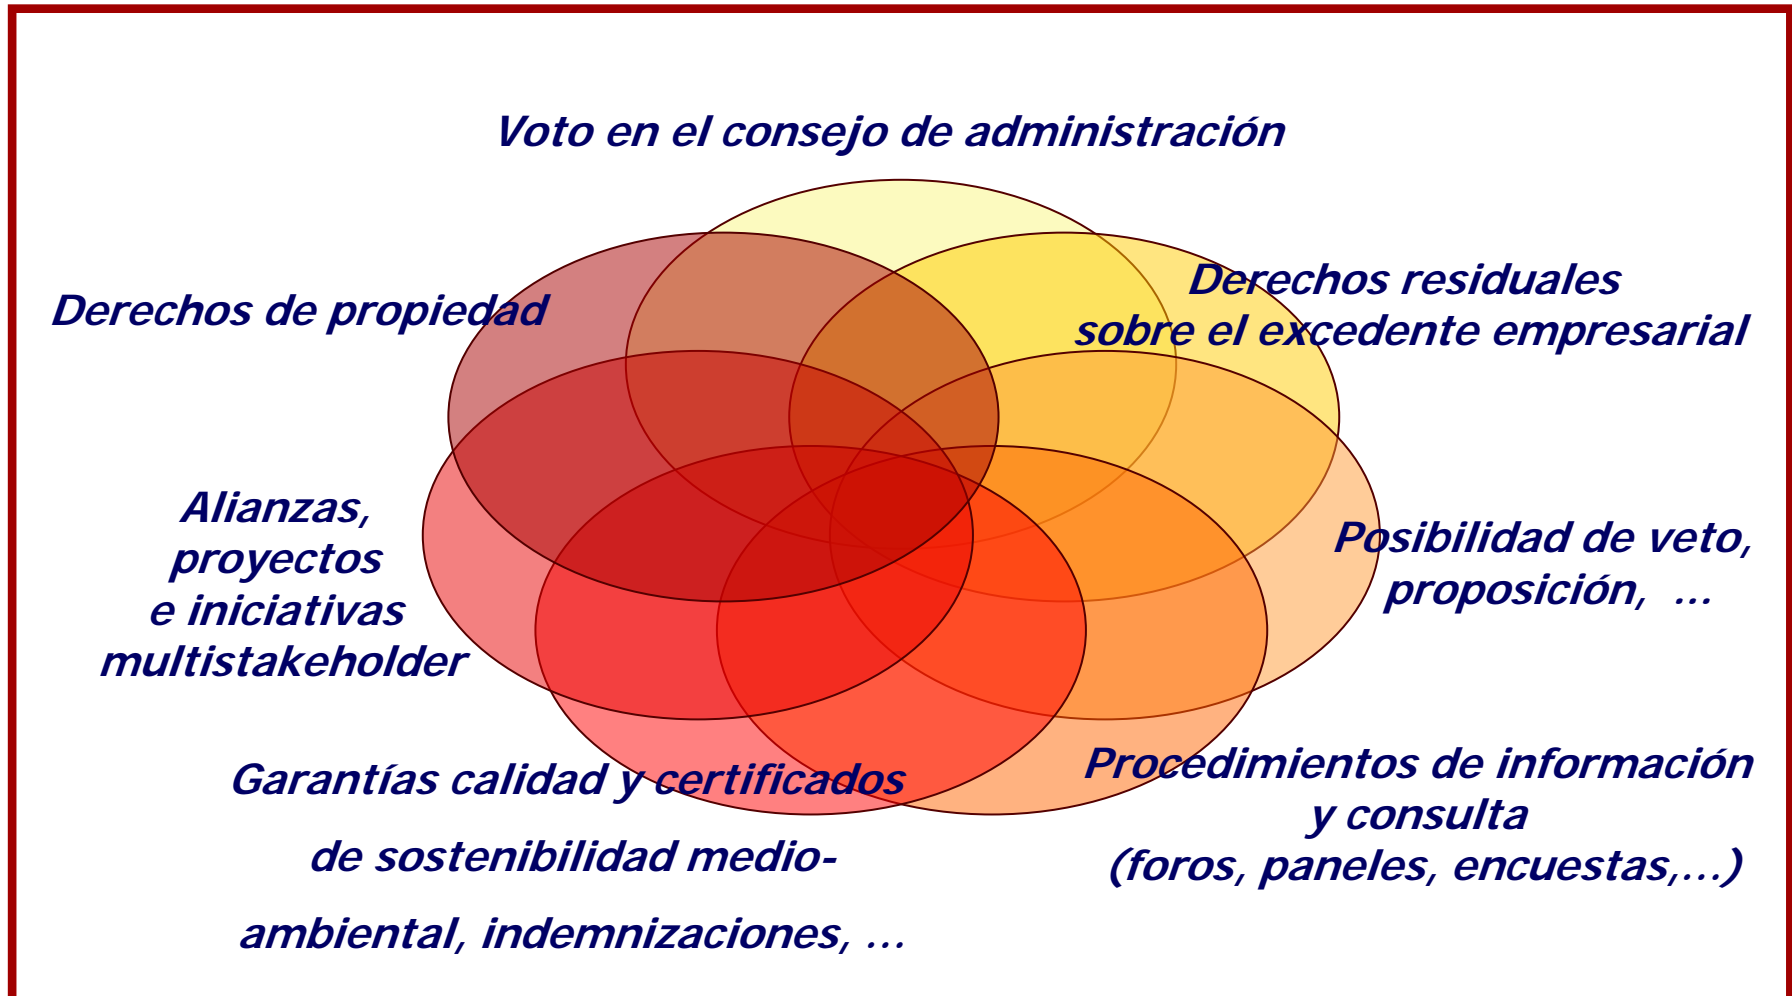 Voto en el consejo de administración
Derechos residuales
sobre el excedente empresarial
Derechos de propiedad
Posibilidad de veto,
proposición,  ...
Alianzas,
proyectos
e iniciativas
multistakeholder
Procedimientos de información
y consulta
(foros, paneles, encuestas,...)
Garantías calidad y certificados
de sostenibilidad medio-
ambiental, indemnizaciones, ...